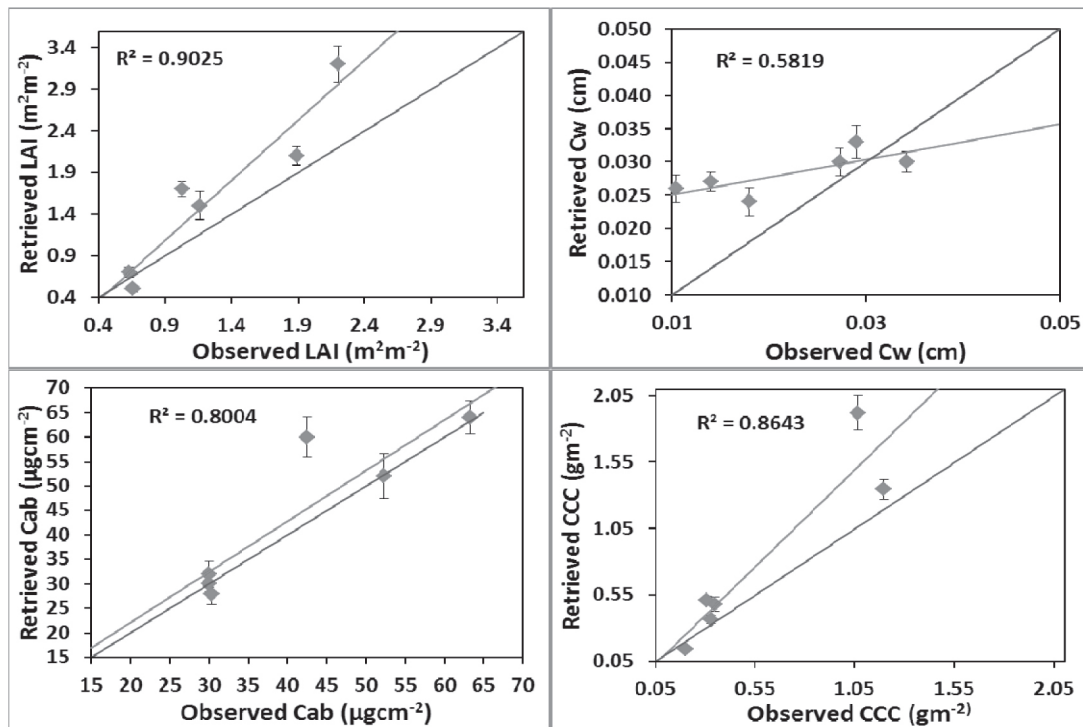 R² = 0.9025
Retrieved LAI (m²m⁻²)
3.4
2.9
2.4
1.9
1.4
0.9
0.4
0.4 0.9 1.4 1.9 2.4 2.9 3.4
Observed LAI (m²m⁻²)
R² = 0.5819
Retrieved Cw (cm)
0.050
0.045
0.040
0.035
0.030
0.025
0.020
0.015
0.010
0.01 0.03 0.05
Observed Cw (cm)
R² = 0.8004
Retrieved Cab (μgcm⁻²)
70
65
60
55
50
45
40
35
30
25
20
15
15 20 25 30 35 40 45 50 55 60 65 70
Observed Cab (μgcm⁻²)
R² = 0.8643
Retrieved CCC (gm⁻²)
2.05
1.55
1.05
0.55
0.05
0.05 0.55 1.05 1.55 2.05
Observed CCC (gm⁻²)